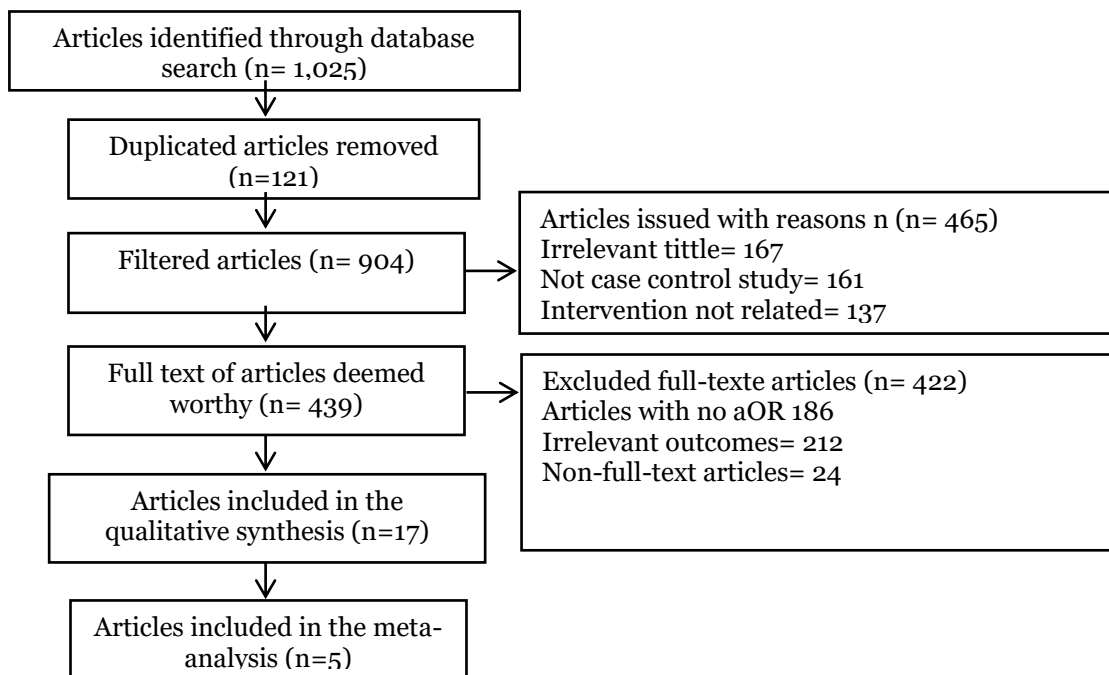 Articles identified through database
search (n= 1,025)
Duplicated articles removed
(n=121)
Filtered articles (n= 904)
Articles issued with reasons n (n= 465)
Irrelevant tittle= 167
Not case control study= 161
Intervention not related= 137
Full text of articles deemed
worthy (n= 439)
Excluded full-texte articles (n= 422)
Articles with no aOR 186
Irrelevant outcomes= 212
Non-full-text articles= 24
Articles included in the
qualitative synthesis (n=17)
Articles included in the meta-
analysis (n=5)